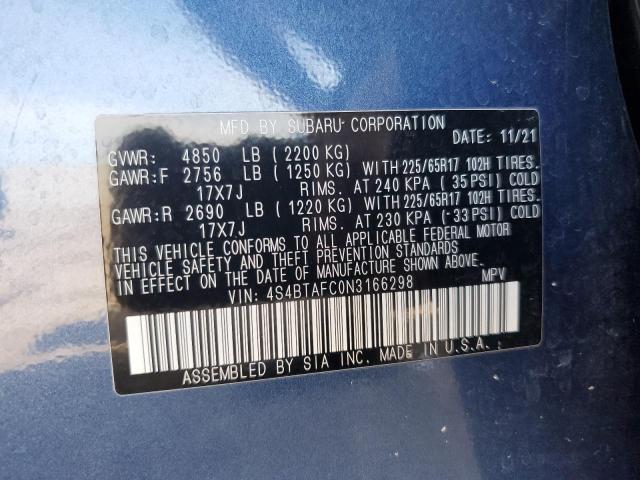 MFD BY SUBARU CORPORATION
DATE: 11/21
GVWR: 4850 LB ( 2200 KG)
GAWR:F 2756 LB ( 1250 KG) WITH 225/65R17 102H TIRES.
17X7J RIMS. AT 240 KPA ( 35 PSI) COLD
GAWR:R 2690 LB ( 1220 KG) WITH 225/65R17 102H TIRES.
17X7J RIMS. AT 230 KPA ( 33 PSI) COLD
THIS VEHICLE CONFORMS TO ALL APPLICABLE FEDERAL MOTOR
VEHICLE SAFETY AND THEFT PREVENTION STANDARDS
IN EFFECT ON THE DATE OF MANUFACTURE SHOWN ABOVE.
VIN: 4S4BTAFC0N3166298 MPV
ASSEMBLED BY SIA INC. MADE IN U.S.A.